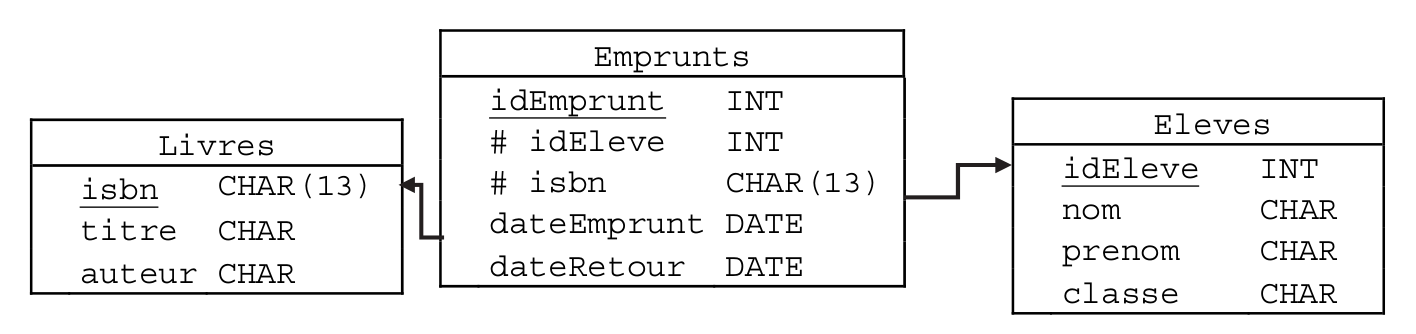 Livres
isbn CHAR(13)
titre CHAR
auteur CHAR
Emprunts
idEmprunt INT
# idEleve INT
# isbn CHAR(13)
dateEmprunt DATE
dateRetour DATE
Eleves
idEleve INT
nom CHAR
prenom CHAR
classe CHAR